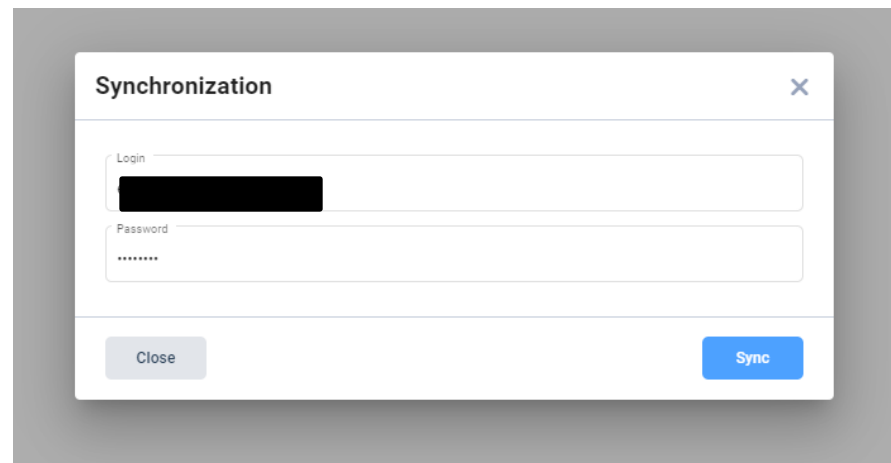 Synchronization
Login
Password
••••••••
Close
Sync